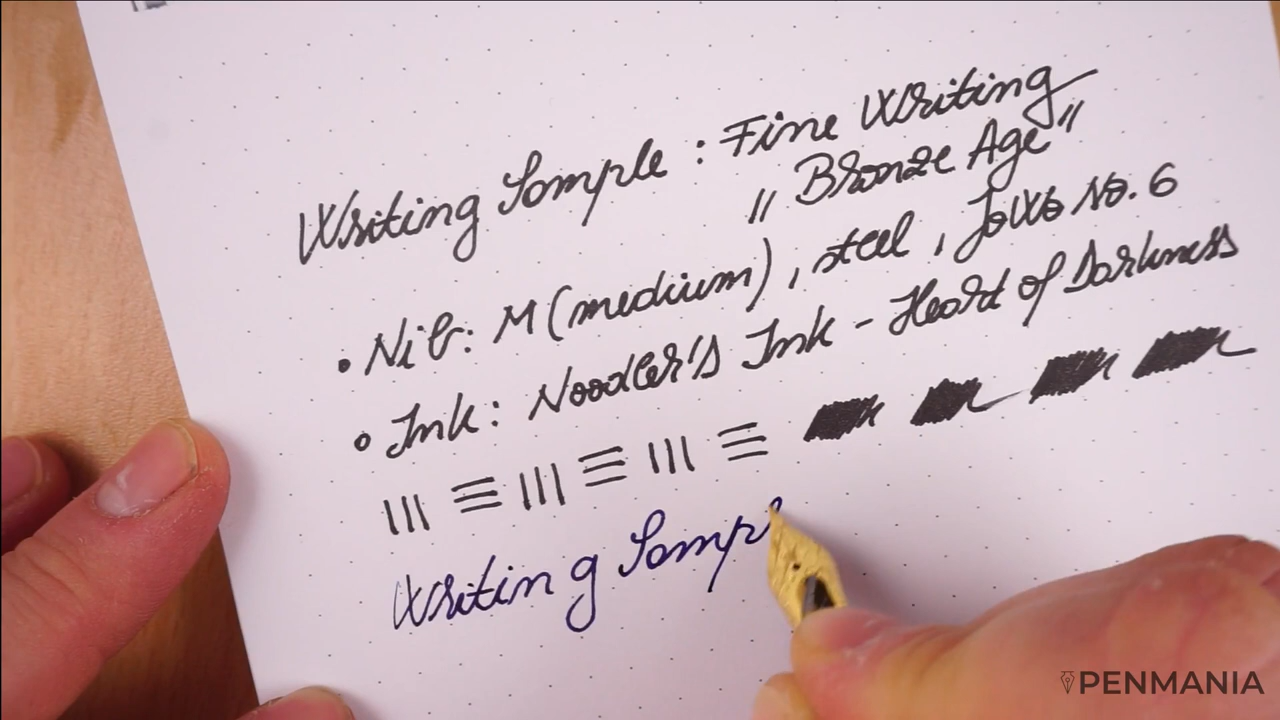 Writing Sample : Fine Writing
"Bronze Age"
• Nib: M (medium), steel, JoWo No. 6
• Ink: Noodler's Ink - Heart of Darkness
Writing Sampl
PENMANIA